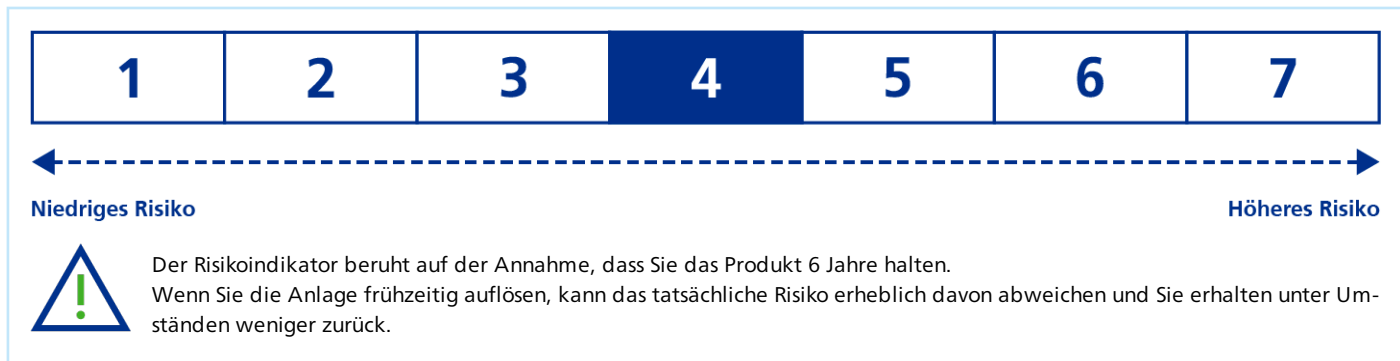 1 2 3 4 5 6 7
Niedriges Risiko Höheres Risiko
!
Der Risikoindikator beruht auf der Annahme, dass Sie das Produkt 6 Jahre halten.
Wenn Sie die Anlage frühzeitig auflösen, kann das tatsächliche Risiko erheblich davon abweichen und Sie erhalten unter Um-
ständen weniger zurück.